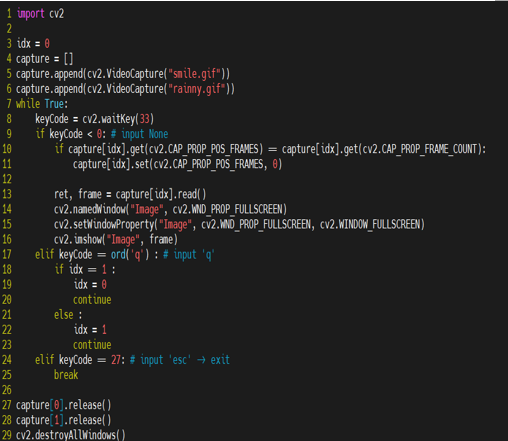 1 import cv2
2
3 idx = 0
4 capture = []
5 capture.append(cv2.VideoCapture("smile.gif"))
6 capture.append(cv2.VideoCapture("rainny.gif"))
7 while True:
8     keyCode = cv2.waitKey(33)
9     if keyCode < 0: # input None
10         if capture[idx].get(cv2.CAP_PROP_POS_FRAMES) == capture[idx].get(cv2.CAP_PROP_FRAME_COUNT):
11             capture[idx].set(cv2.CAP_PROP_POS_FRAMES, 0)
12
13         ret, frame = capture[idx].read()
14         cv2.namedWindow("Image", cv2.WND_PROP_FULLSCREEN)
15         cv2.setWindowProperty("Image", cv2.WND_PROP_FULLSCREEN, cv2.WINDOW_FULLSCREEN)
16         cv2.imshow("Image", frame)
17     elif keyCode == ord('q') : # input 'q'
18         if idx == 1 :
19             idx = 0
20             continue
21         else :
22             idx = 1
23             continue
24     elif keyCode == 27: # input 'esc' → exit
25         break
26
27 capture[0].release()
28 capture[1].release()
29 cv2.destroyAllWindows()